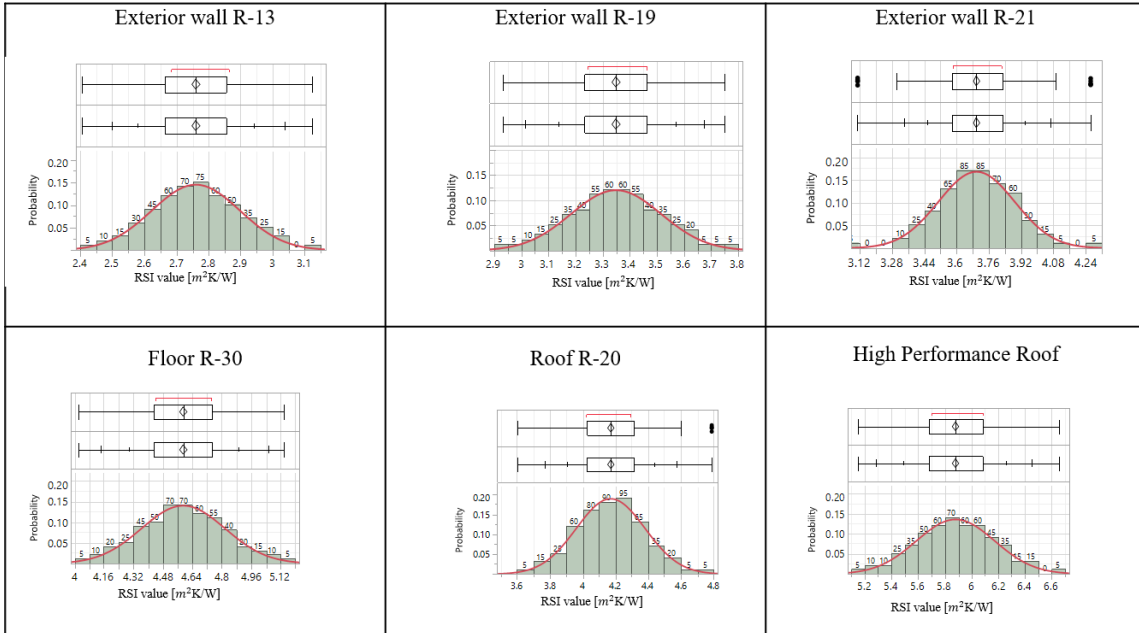 Exterior wall R-13
0.20
0.15
0.10
0.05
Probability
5 10 15 30 45 60 70 75 60 50 35 25 15 0 5
2.4 2.5 2.6 2.7 2.8 2.9 3 3.1
RSI value [m²K/W]
Exterior wall R-19
0.15
0.10
0.05
Probability
5 5 10 15 25 35 40 55 60 60 55 40 35 25 20 5 5 5
2.9 3 3.1 3.2 3.3 3.4 3.5 3.6 3.7 3.8
RSI value [m²K/W]
Exterior wall R-21
0.20
0.15
0.10
0.05
Probability
5 0 0 10 25 40 65 85 85 70 60 30 15 5 0 5
3.12 3.28 3.44 3.6 3.76 3.92 4.08 4.24
RSI value [m²K/W]
Floor R-30
0.20
0.15
0.10
0.05
Probability
5 10 20 25 45 50 70 70 60 55 40 20 15 10 5
4 4.16 4.32 4.48 4.64 4.8 4.96 5.12
RSI value [m²K/W]
Roof R-20
0.20
0.15
0.10
0.05
Probability
5 15 25 60 80 90 95 65 35 20 5 5
3.6 3.8 4 4.2 4.4 4.6 4.8
RSI value [m²K/W]
High Performance Roof
0.20
0.15
0.10
0.05
Probability
5 10 10 25 35 50 60 70 60 60 45 35 15 15 0 5
5.2 5.4 5.6 5.8 6 6.2 6.4 6.6
RSI value [m²K/W]